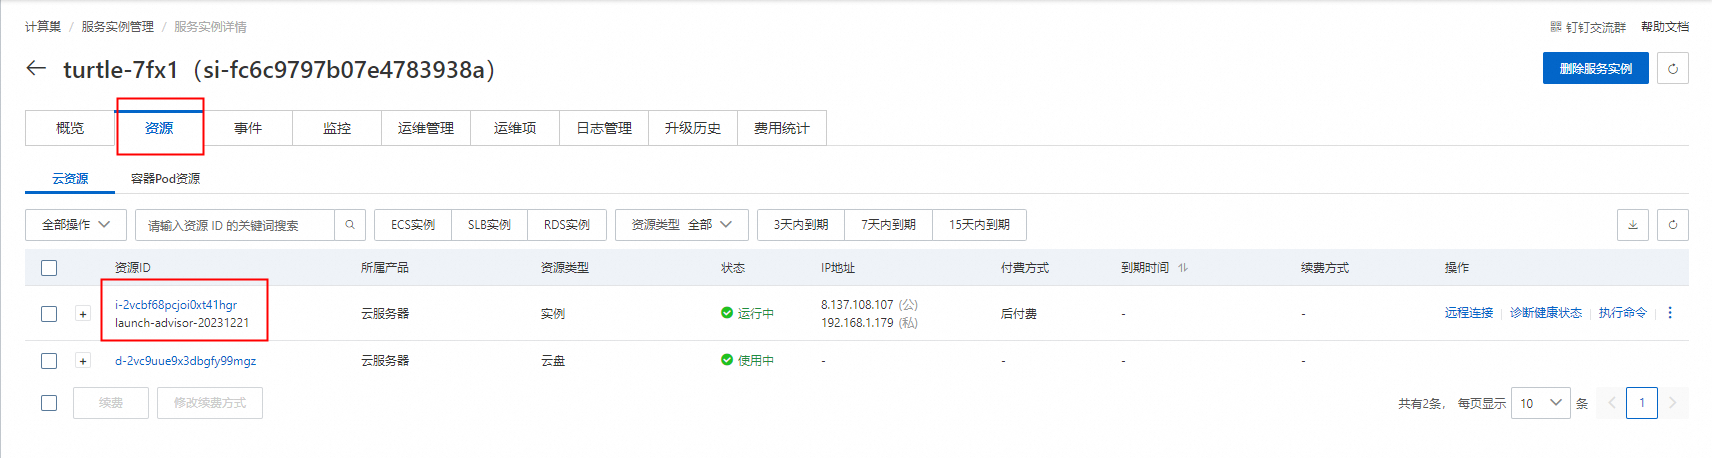 计算巢 / 服务实例管理 / 服务实例详情
钉钉交流群 帮助文档
← turtle-7fx1（si-fc6c9797b07e4783938a）
删除服务实例
概览 资源 事件 监控 运维管理 运维项 日志管理 升级历史 费用统计
云资源 容器Pod资源
全部操作 请输入资源 ID 的关键词搜索 ECS实例 SLB实例 RDS实例 资源类型 全部 3天内到期 7天内到期 15天内到期
资源ID 所属产品 资源类型 状态 IP地址 付费方式 到期时间 续费方式 操作
+ i-2vcbf68pcjoi0xt41hgr 云服务器 实例 运行中 8.137.108.107 (公) 后付费 - - 远程连接 诊断健康状态 执行命令
launch-advisor-20231221 192.168.1.179 (私)
+ d-2vc9uue9x3dbgfy99mgz 云服务器 云盘 使用中 - - - -
续费 修改续费方式 共有2条， 每页显示 10 条 < 1 >